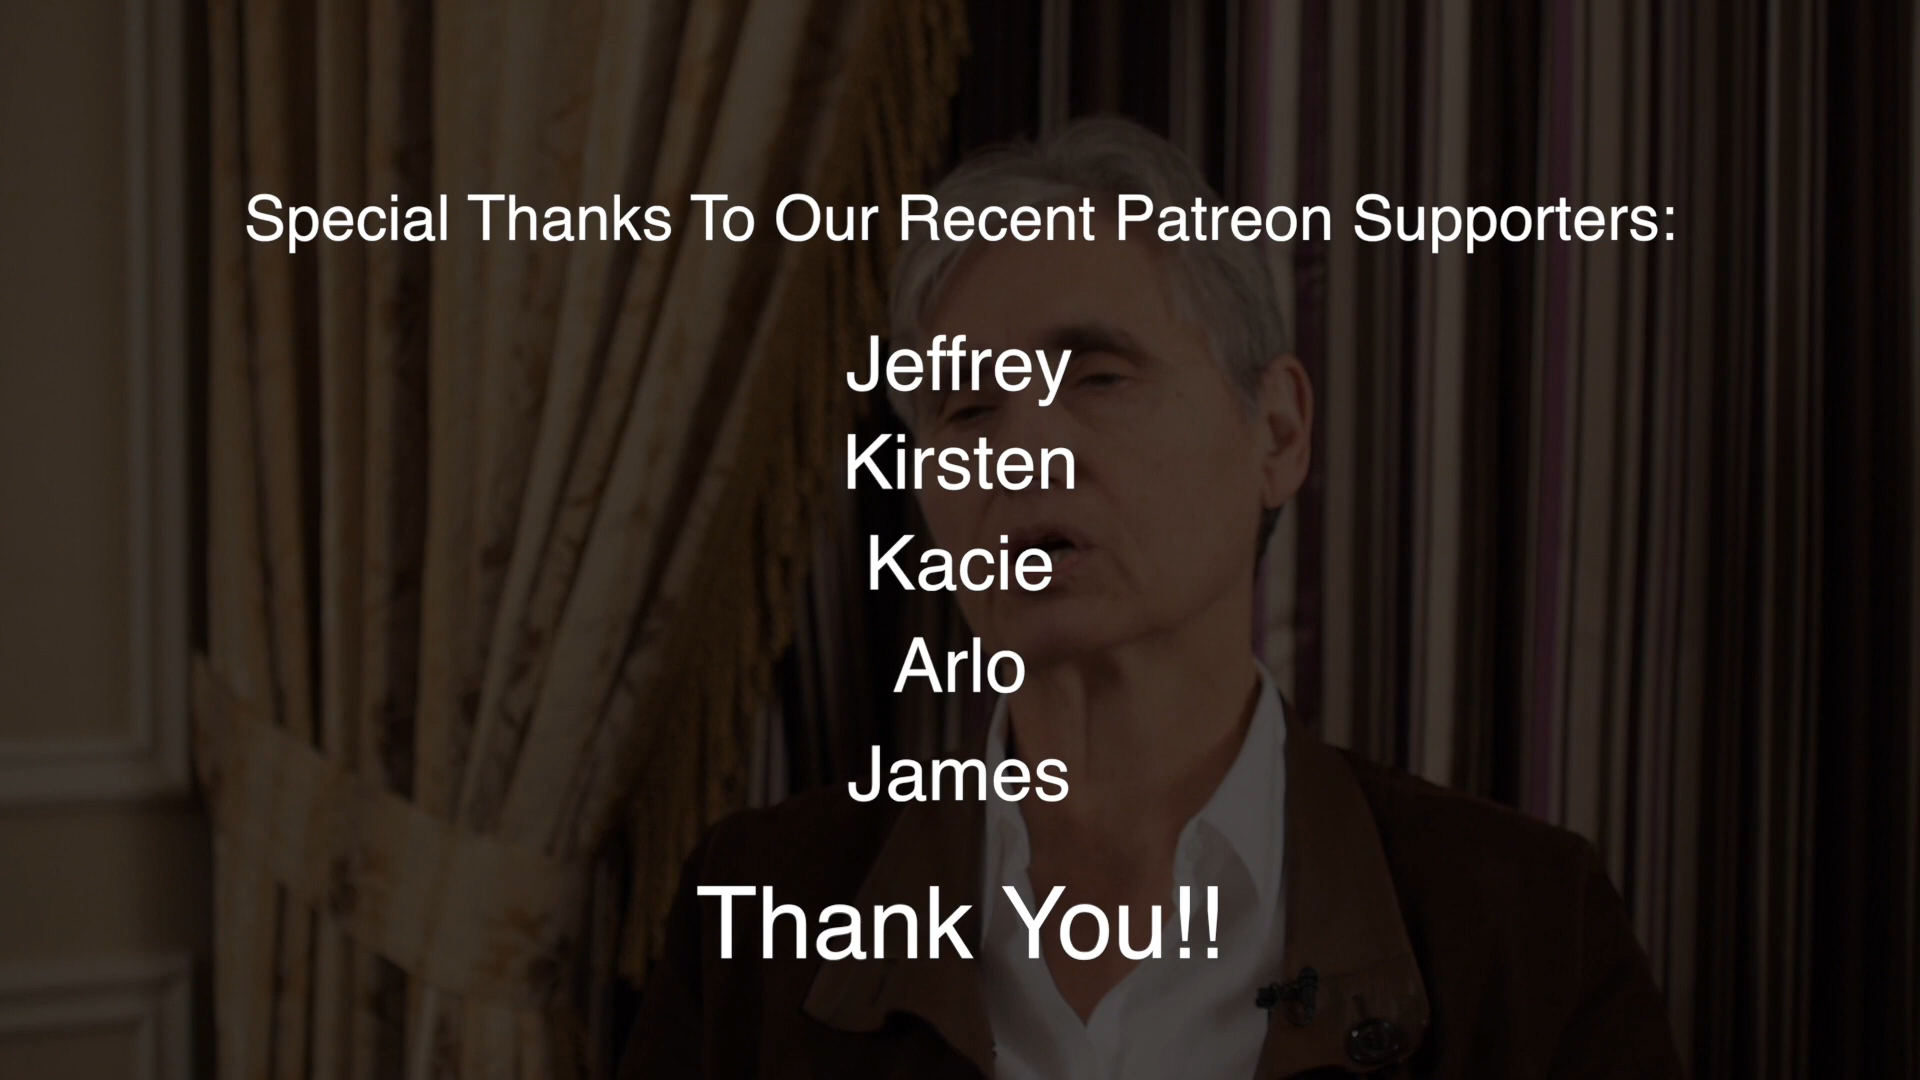 Special Thanks To Our Recent Patreon Supporters:
Jeffrey
Kirsten
Kacie
Arlo
James
Thank You!!